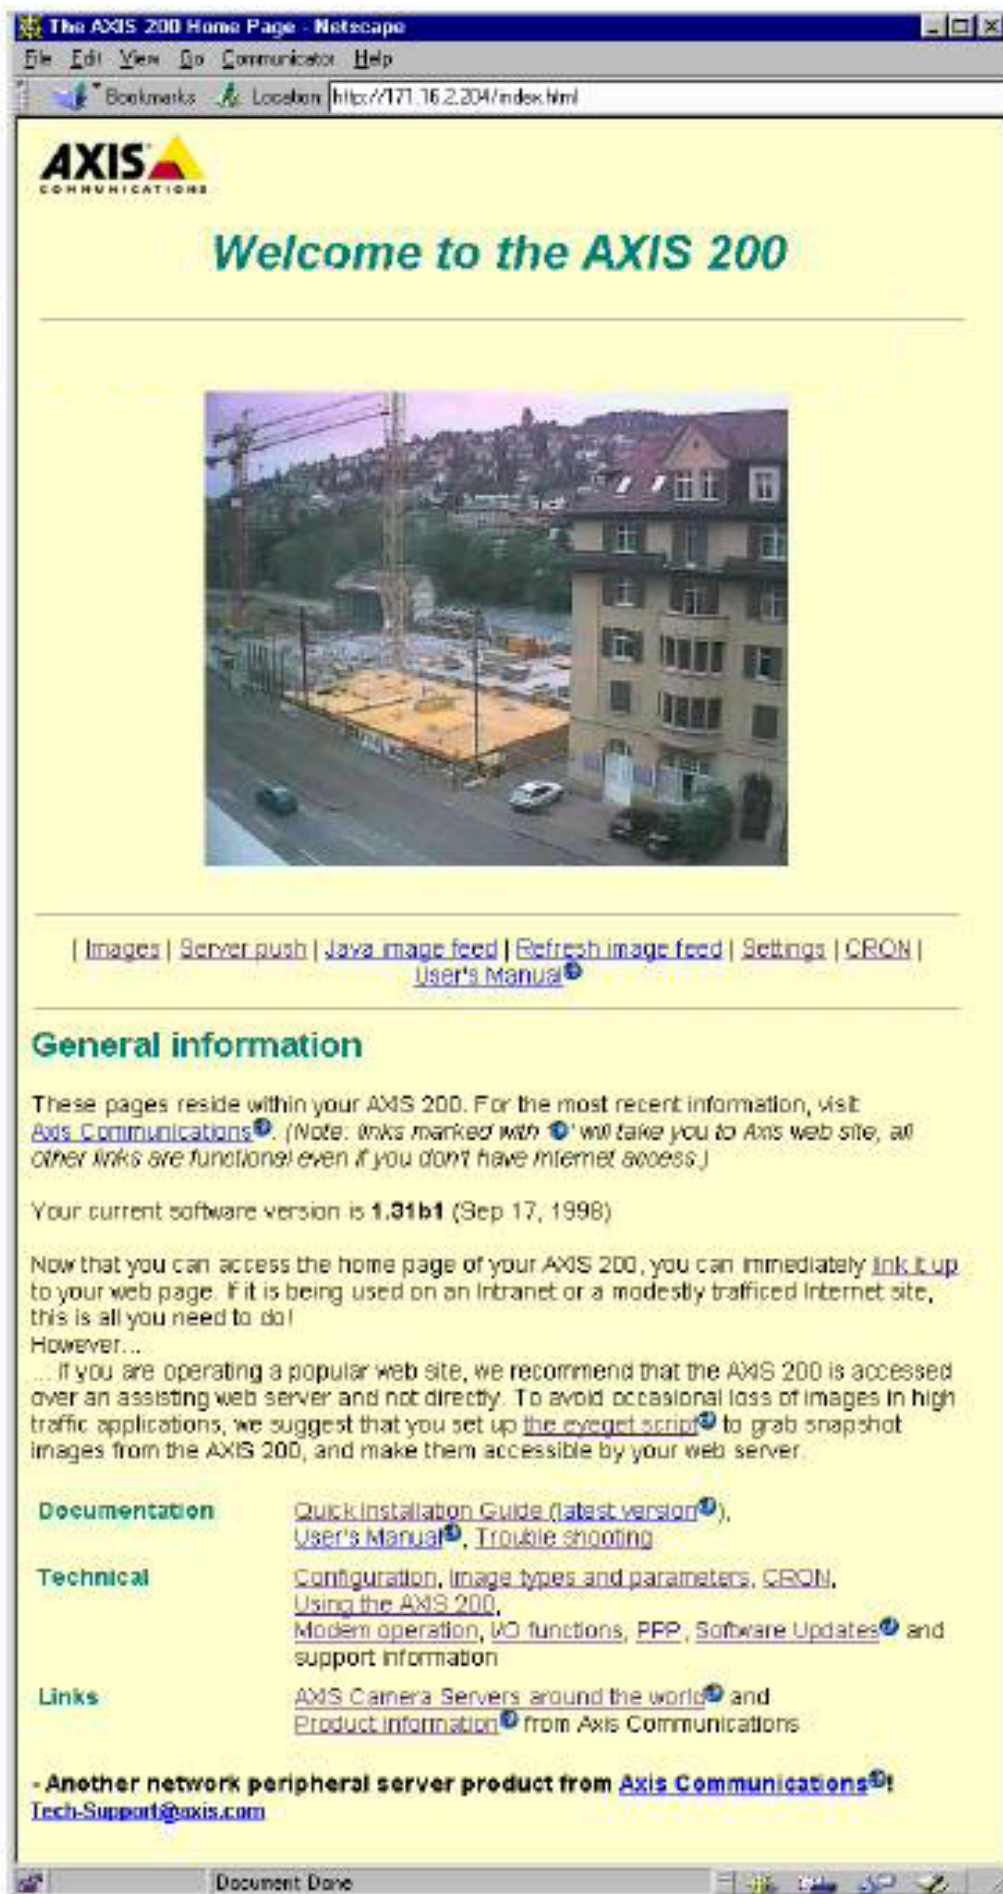 The AXIS 200 Home Page - Netscape
File Edit View Go Communicator Help
Bookmarks Location http://171.16.2.204/index.html
AXIS
COMMUNICATIONS
Welcome to the AXIS 200
| Images | Server push | Java image feed | Refresh image feed | Settings | CRON |
User's Manual
General information
These pages reside within your AXIS 200. For the most recent information, visit
Axis Communications. (Note: links marked with '' will take you to Axis web site, all
other links are functional even if you don't have Internet access.)
Your current software version is 1.31b1 (Sep 17, 1998)
Now that you can access the home page of your AXIS 200, you can immediately link it up
to your web page. If it is being used on an Intranet or a modestly trafficed Internet site,
this is all you need to do!
However...
... If you are operating a popular web site, we recommend that the AXIS 200 is accessed
over an assisting web server and not directly. To avoid occasional loss of images in high
traffic applications, we suggest that you set up the eyeget script to grab snapshot
images from the AXIS 200, and make them accessible by your web server.
Documentation Quick Installation Guide (latest version),
User's Manual, Trouble shooting
Technical Configuration, Image types and parameters, CRON,
Using the AXIS 200,
Modem operation, I/O functions, PPP, Software Updates and
support information
Links AXIS Camera Servers around the world and
Product information from Axis Communications
- Another network peripheral server product from Axis Communications!
Tech-Support@axis.com
Document Done